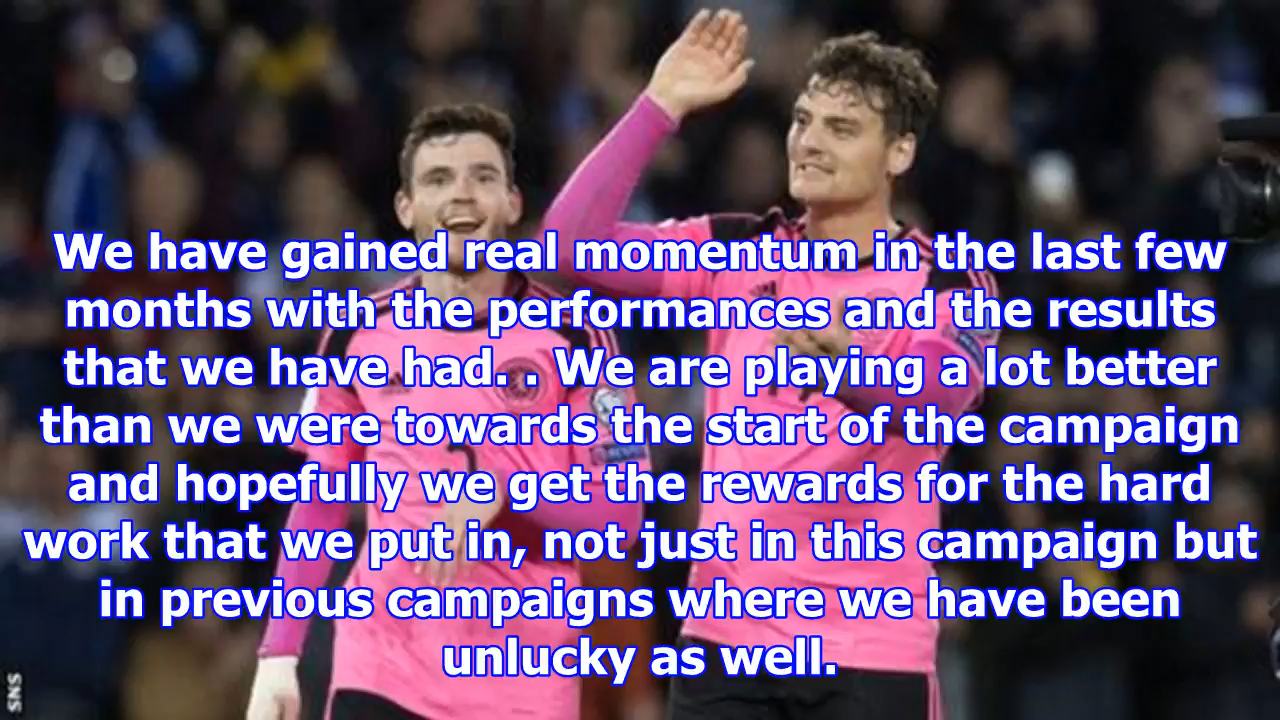 We have gained real momentum in the last few
months with the performances and the results
that we have had. . We are playing a lot better
than we were towards the start of the campaign
and hopefully we get the rewards for the hard
work that we put in, not just in this campaign but
in previous campaigns where we have been
unlucky as well.
SNS